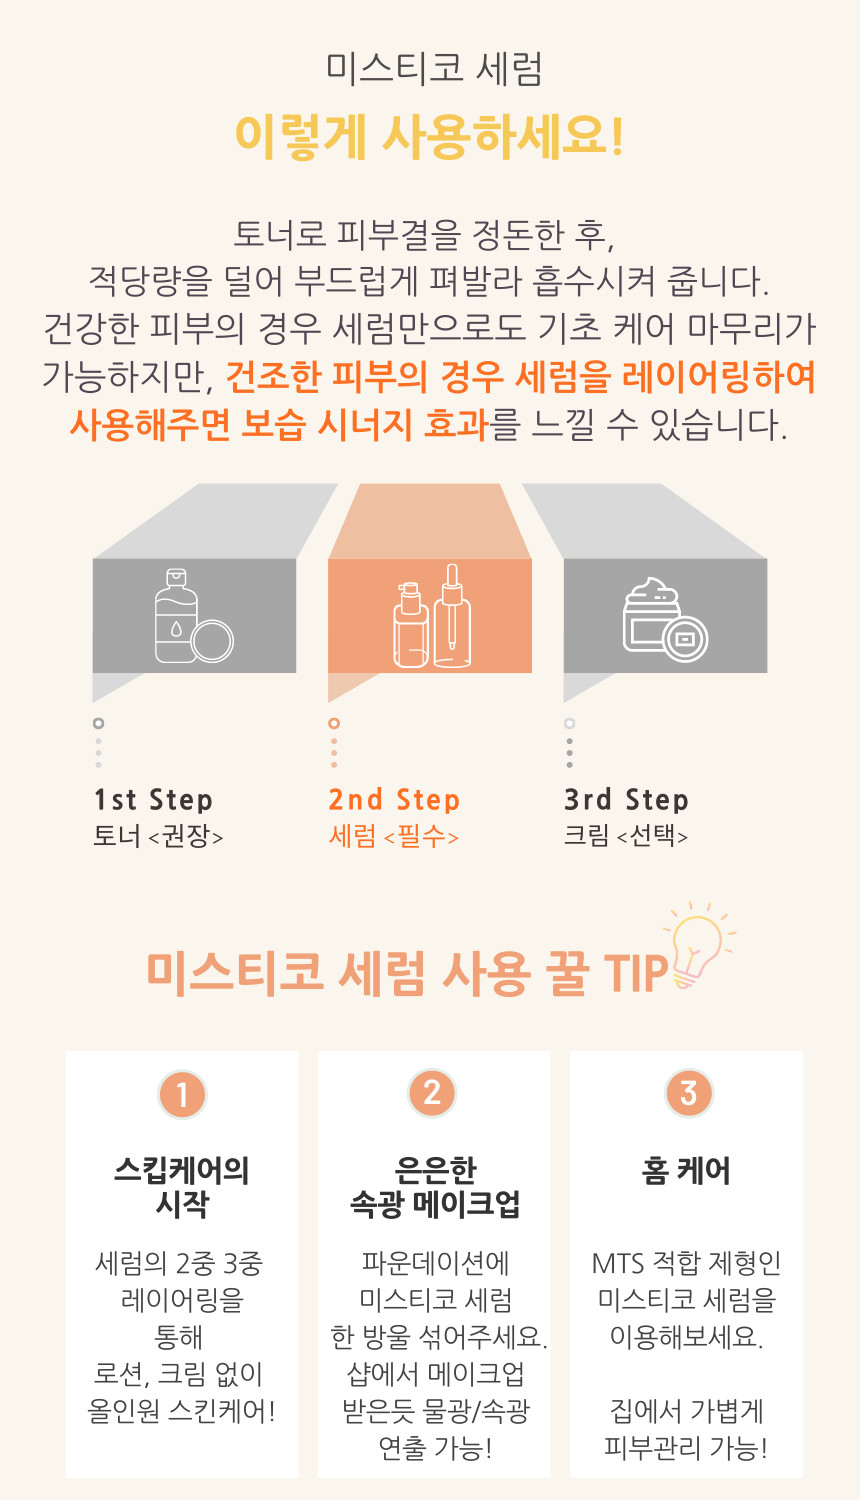 미스티코 세럼
이렇게 사용하세요!
토너로 피부결을 정돈한 후,
적당량을 덜어 부드럽게 펴발라 흡수시켜 줍니다.
건강한 피부의 경우 세럼만으로도 기초 케어 마무리가
가능하지만, 건조한 피부의 경우 세럼을 레이어링하여
사용해주면 보습 시너지 효과를 느낄 수 있습니다.
1st Step
토너 <권장>
2nd Step
세럼 <필수>
3rd Step
크림 <선택>
미스티코 세럼 사용 꿀 TIP
1
스킵케어의
시작
세럼의 2중 3중
레이어링을
통해
로션, 크림 없이
올인원 스킨케어!
2
은은한
속광 메이크업
파운데이션에
미스티코 세럼
한 방울 섞어주세요.
샵에서 메이크업
받은듯 물광/속광
연출 가능!
3
홈 케어
MTS 적합 제형인
미스티코 세럼을
이용해보세요.
집에서 가볍게
피부관리 가능!